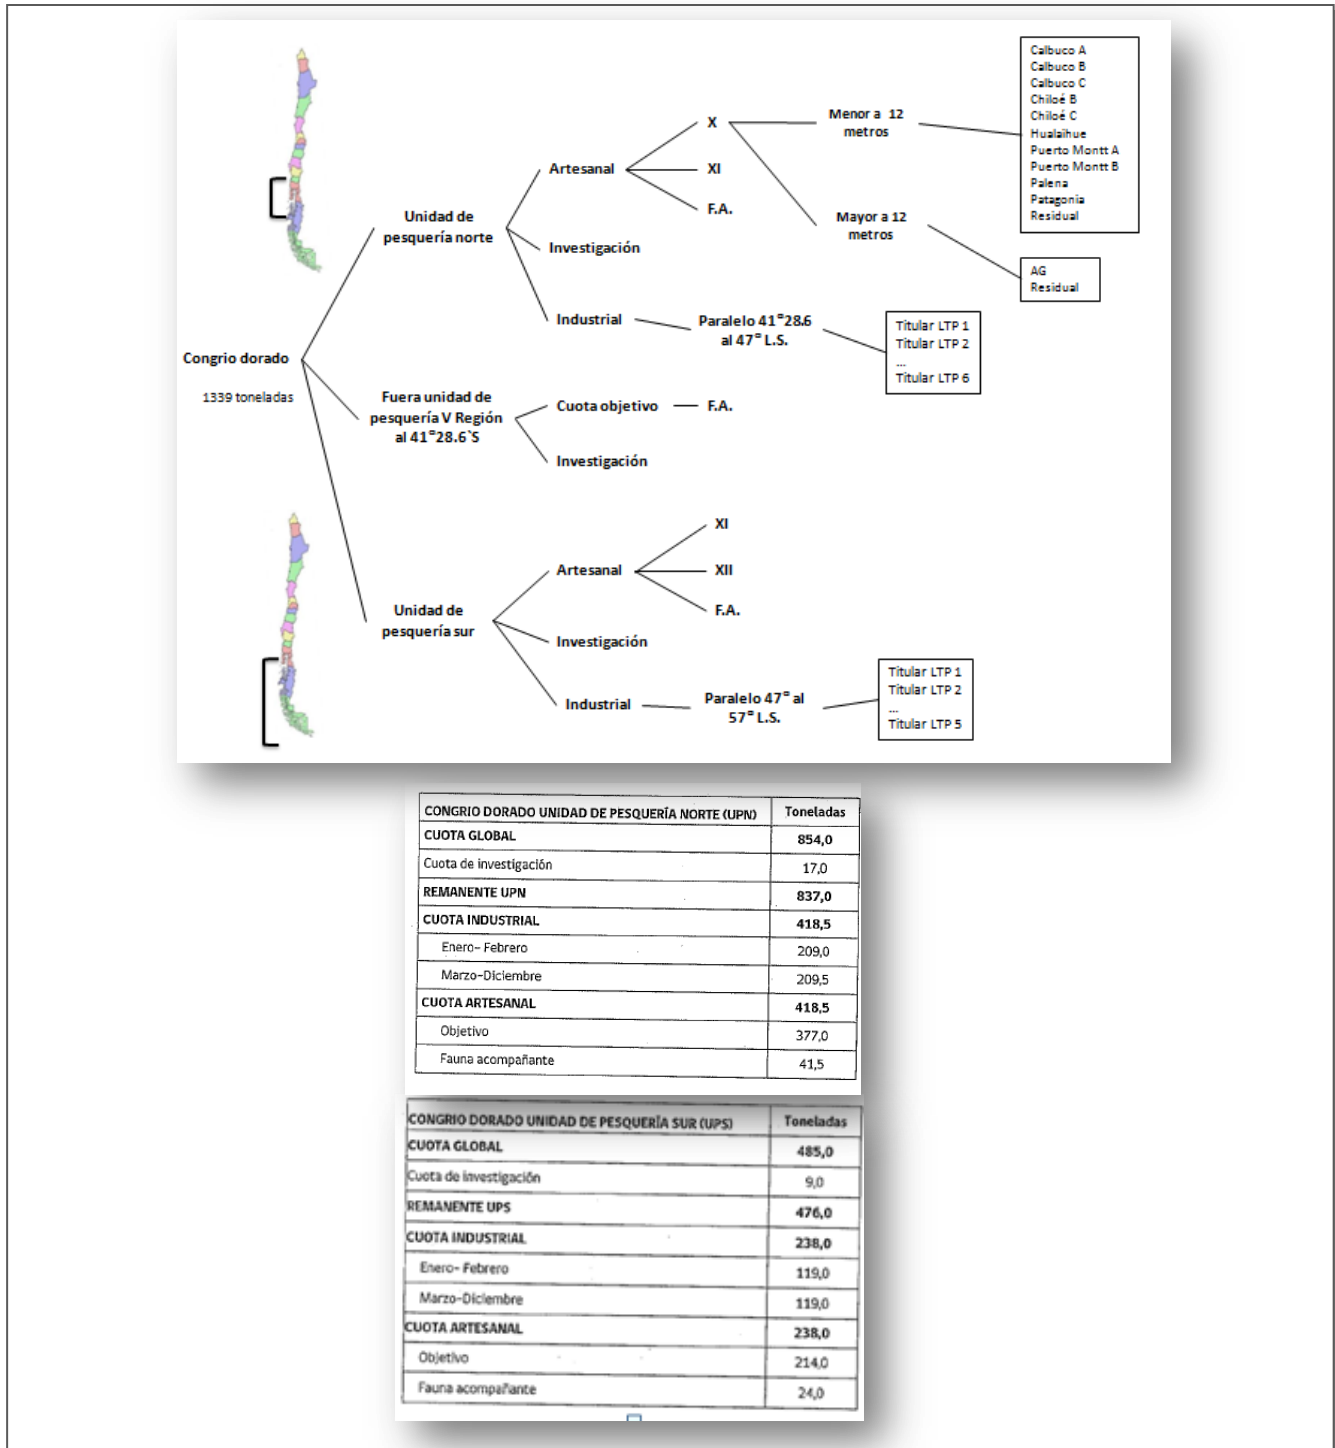 Calbuco A
Calbuco B
Calbuco C
Chiloé B
Chiloé C
Hualaihue
Puerto Montt A
Puerto Montt B
Palena
Patagonia
Residual
Menor a 12
metros
X
Artesanal
XI
F.A.
Mayor a 12
metros
Unidad de
pesquería norte
Investigación
AG
Residual
Industrial
Paralelo 41°28.6
al 47° L.S.
Titular LTP 1
Titular LTP 2
...
Titular LTP 6
Congrio dorado
1339 toneladas
Fuera unidad de
pesquería V Región
al 41°28.6`S
Cuota objetivo
F.A.
Investigación
XI
Artesanal
XII
F.A.
Unidad de
pesquería sur
Investigación
Industrial
Paralelo 47° al
57° L.S.
Titular LTP 1
Titular LTP 2
...
Titular LTP 5
CONGRIO DORADO UNIDAD DE PESQUERÍA NORTE (UPN) Toneladas
CUOTA GLOBAL 854,0
Cuota de investigación 17,0
REMANENTE UPN 837,0
CUOTA INDUSTRIAL 418,5
Enero– Febrero 209,0
Marzo–Diciembre 209,5
CUOTA ARTESANAL 418,5
Objetivo 377,0
Fauna acompañante 41,5
CONGRIO DORADO UNIDAD DE PESQUERÍA SUR (UPS) Toneladas
CUOTA GLOBAL 485,0
Cuota de investigación 9,0
REMANENTE UPS 476,0
CUOTA INDUSTRIAL 238,0
Enero– Febrero 119,0
Marzo–Diciembre 119,0
CUOTA ARTESANAL 238,0
Objetivo 214,0
Fauna acompañante 24,0